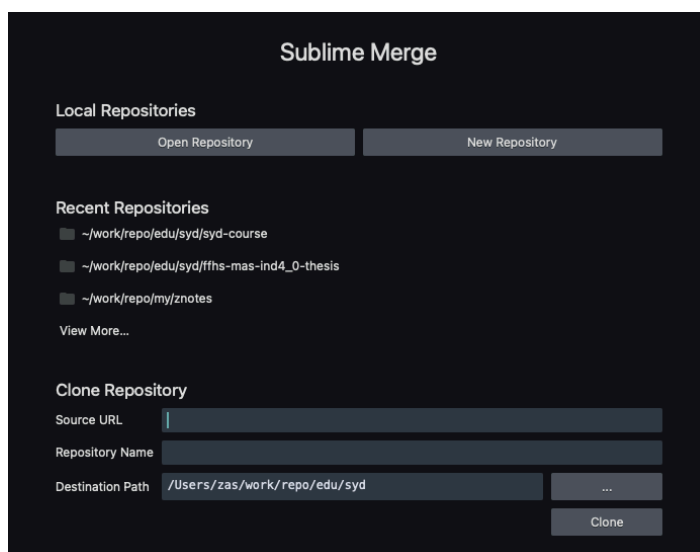 Sublime Merge
Local Repositories
Open Repository New Repository
Recent Repositories
~/work/repo/edu/syd/syd-course
~/work/repo/edu/syd/ffhs-mas-ind4_0-thesis
~/work/repo/my/znotes
View More...
Clone Repository
Source URL
Repository Name
Destination Path /Users/zas/work/repo/edu/syd ...
Clone